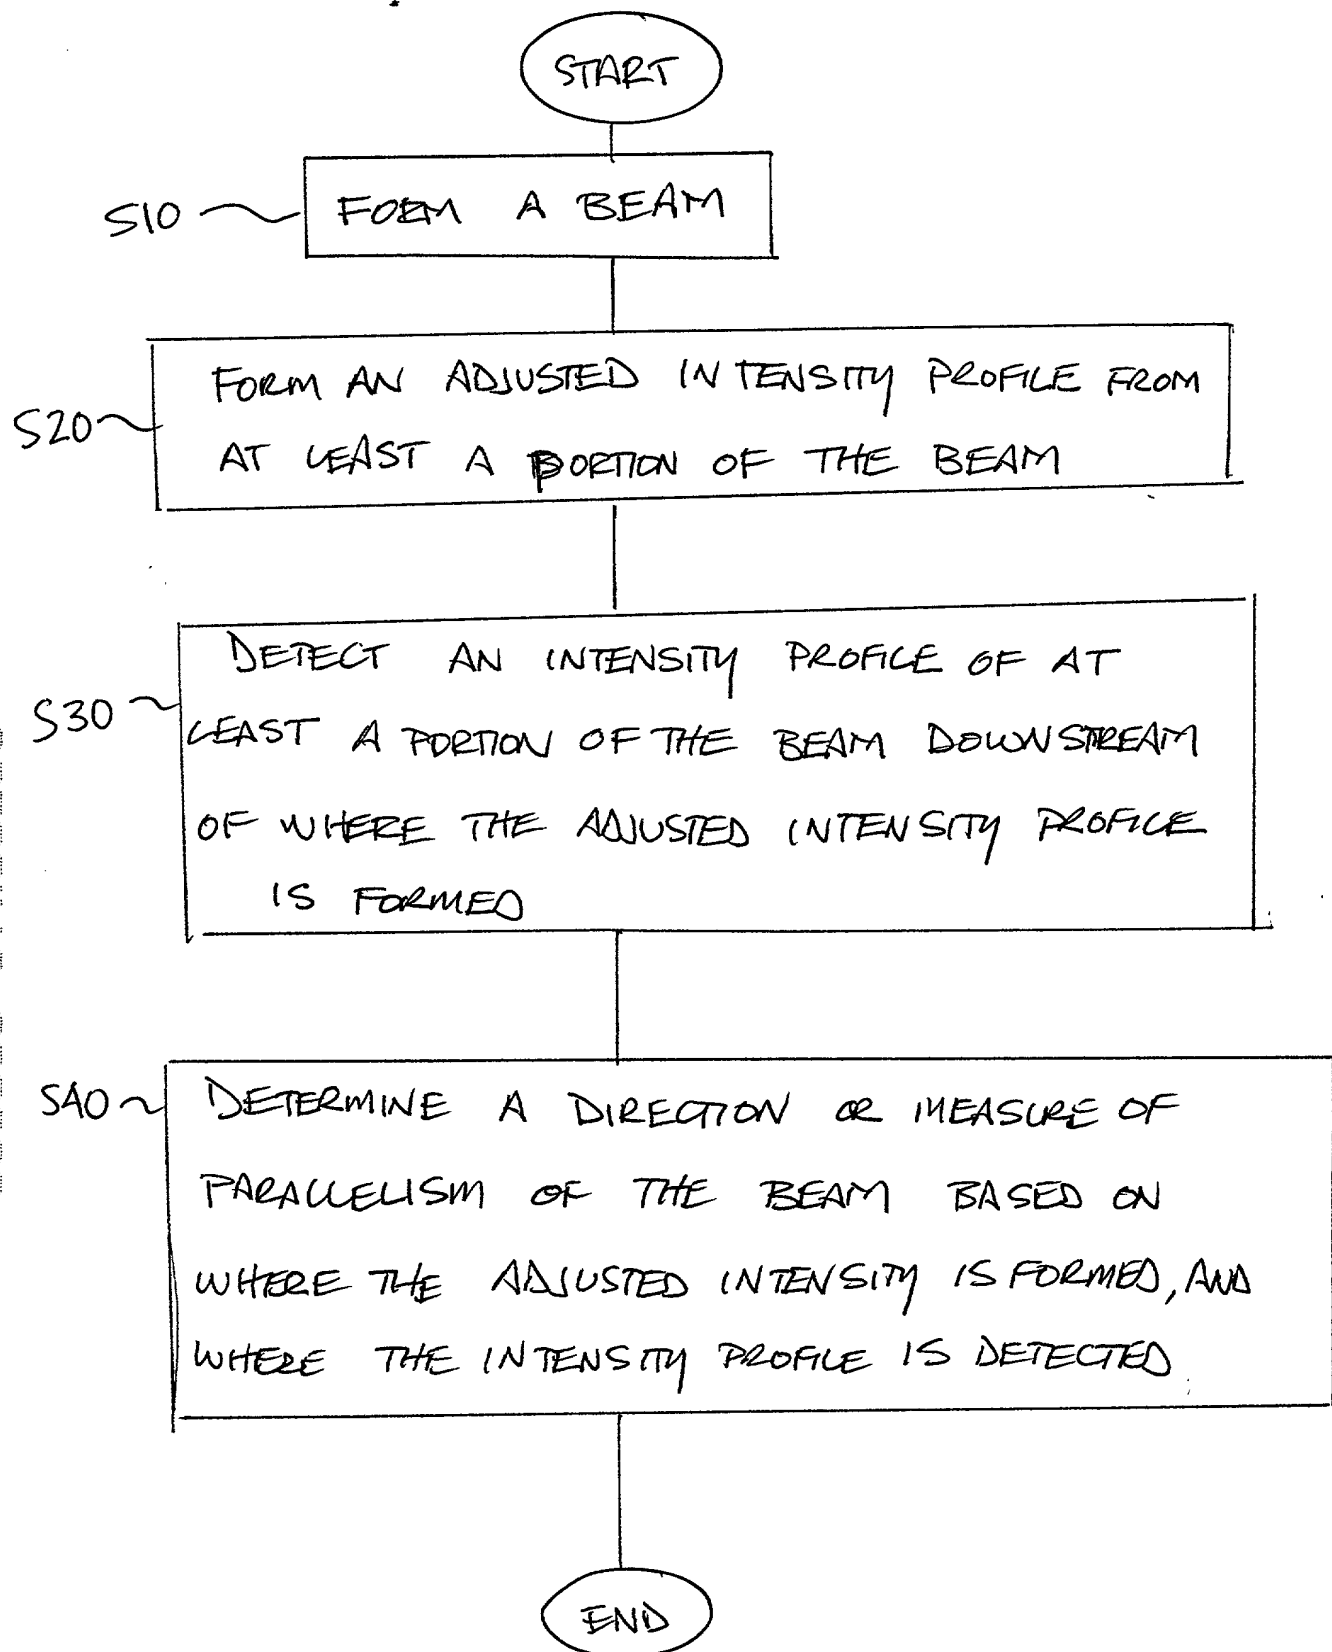 START
S10
FORM A BEAM
S20
FORM AN ADJUSTED INTENSITY PROFILE FROM
AT LEAST A PORTION OF THE BEAM
S30
DETECT AN INTENSITY PROFILE OF AT
LEAST A PORTION OF THE BEAM DOWNSTREAM
OF WHERE THE ADJUSTED INTENSITY PROFILE
IS FORMED
S40
DETERMINE A DIRECTION OR MEASURE OF
PARALLELISM OF THE BEAM BASED ON
WHERE THE ADJUSTED INTENSITY IS FORMED, AND
WHERE THE INTENSITY PROFILE IS DETECTED
END